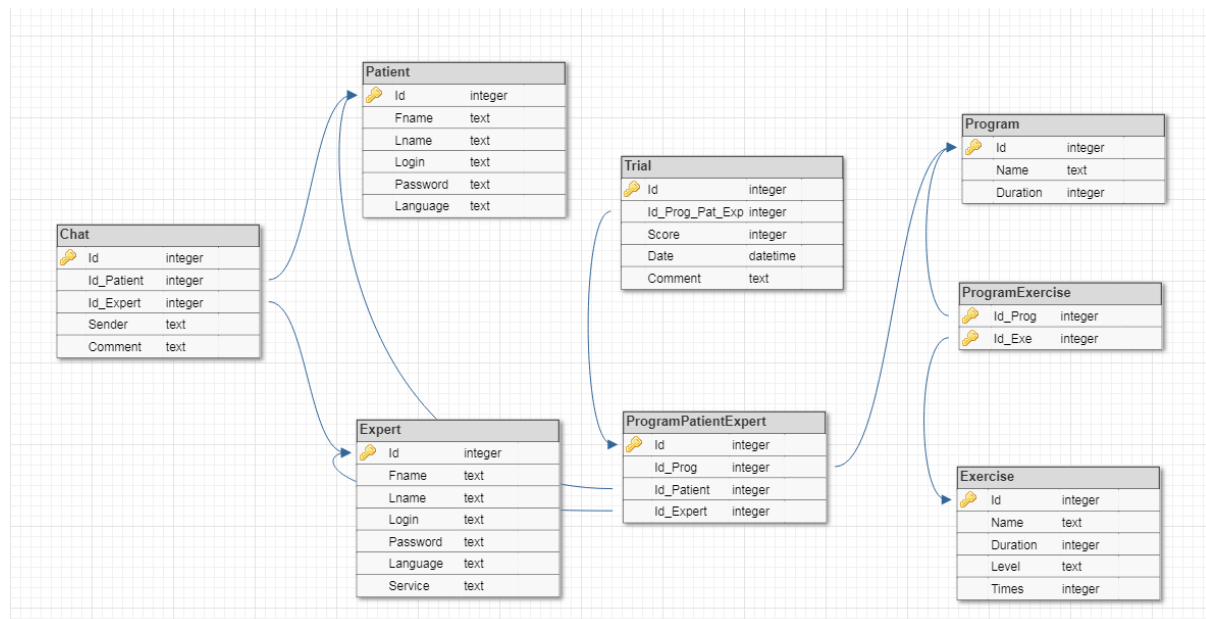 Patient
Id integer
Fname text
Lname text
Login text
Password text
Language text
Chat
Id integer
Id_Patient integer
Id_Expert integer
Sender text
Comment text
Trial
Id integer
Id_Prog_Pat_Exp integer
Score integer
Date datetime
Comment text
Program
Id integer
Name text
Duration integer
ProgramExercise
Id_Prog integer
Id_Exe integer
Expert
Id integer
Fname text
Lname text
Login text
Password text
Language text
Service text
ProgramPatientExpert
Id integer
Id_Prog integer
Id_Patient integer
Id_Expert integer
Exercise
Id integer
Name text
Duration integer
Level text
Times integer